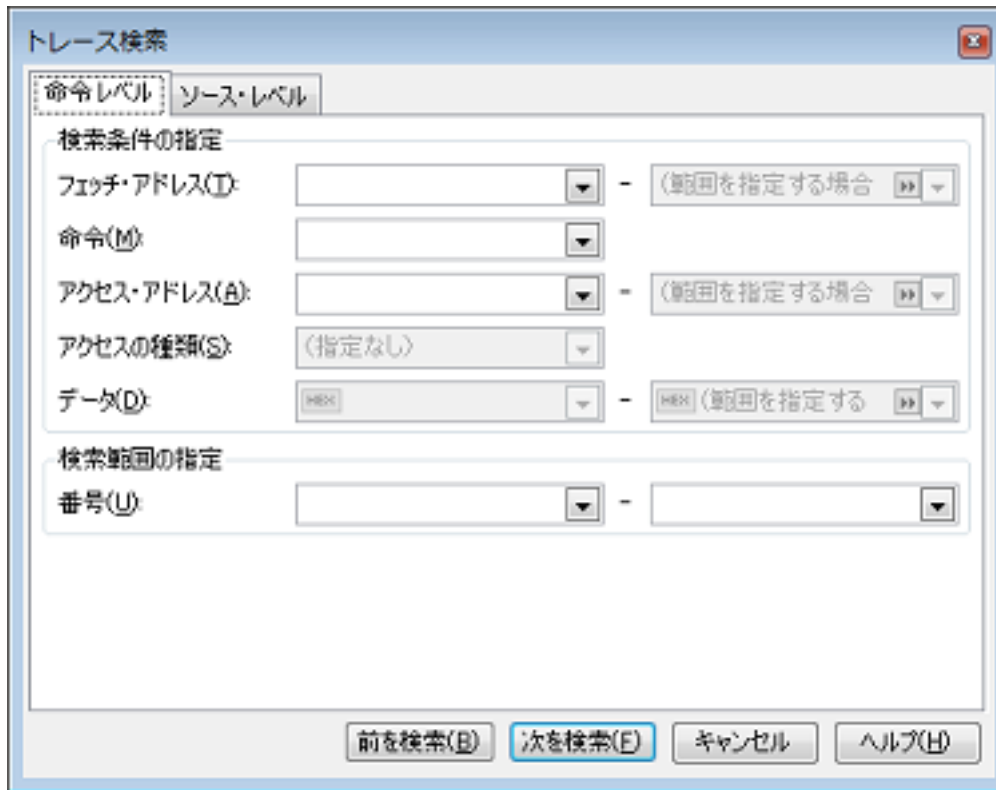 トレース検索
命令レベル ソース・レベル
検索条件の指定
フェッチ・アドレス(T): - (範囲を指定する場合
命令(M):
アクセス・アドレス(A): - (範囲を指定する場合
アクセスの種類(S): (指定なし)
データ(D): HEX - HEX (範囲を指定する
検索範囲の指定
番号(U): -
前を検索(B) 次を検索(F) キャンセル ヘルプ(H)